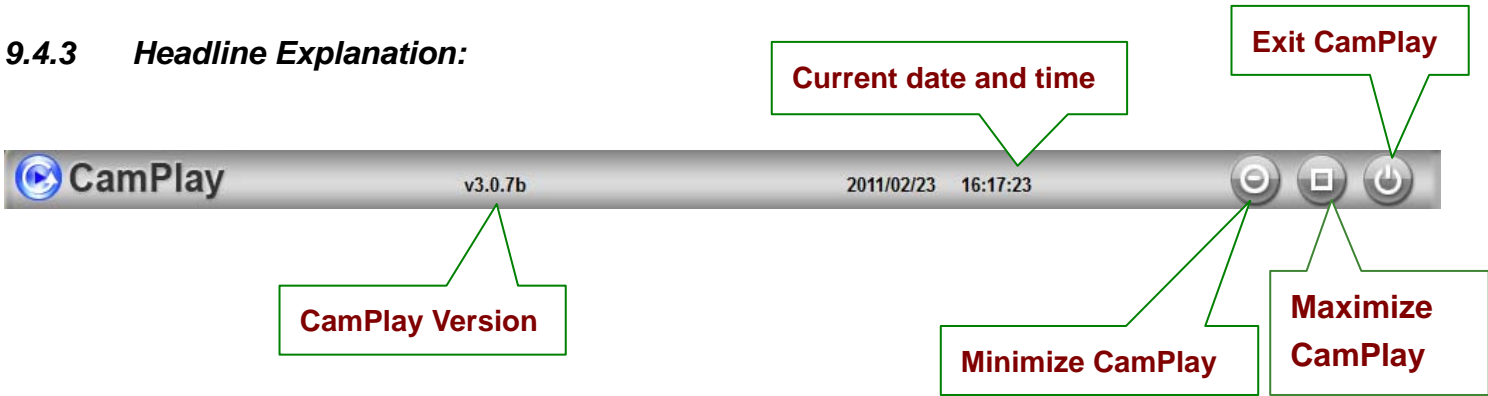 9.4.3 Headline Explanation:
Exit CamPlay
Current date and time
CamPlay
v3.0.7b
2011/02/23 16:17:23
CamPlay Version
Minimize CamPlay
Maximize
CamPlay